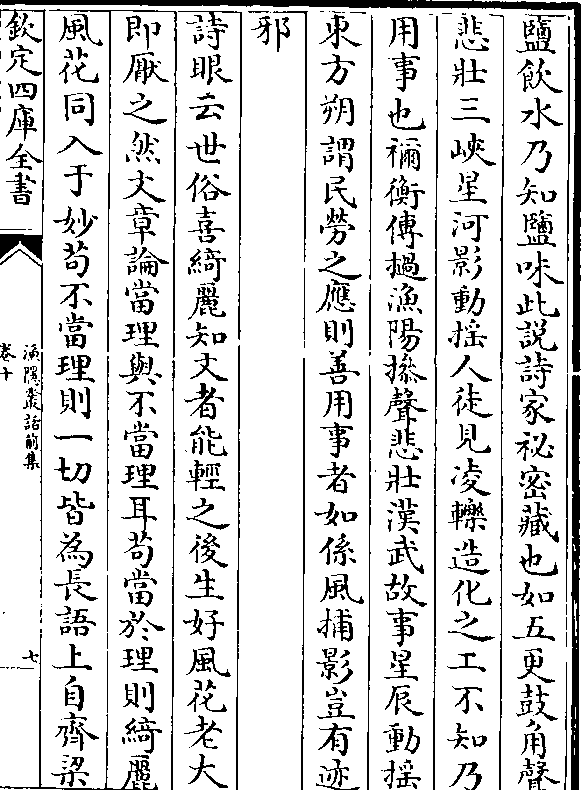 鹽飲水乃知鹽味此說詩家祕密藏也如五更鼓角聲
悲壯三峽星河影動揺人徒見凌轢造化之工不知乃
用事也禰衡傳撾漁陽摻聲悲壯漢武故事星辰動揺
東方朔謂民勞之應則善用事者如係風捕影豈有迹
邪
詩眼云世俗喜綺麗知文者能輕之後生好風花老大
即厭之然文章論當理與不當理耳苟當於理則綺麗
風花同入于妙苟不當理則一切皆為長語上自齊梁
欽定四庫全書
漁隱叢話前集
卷十
七